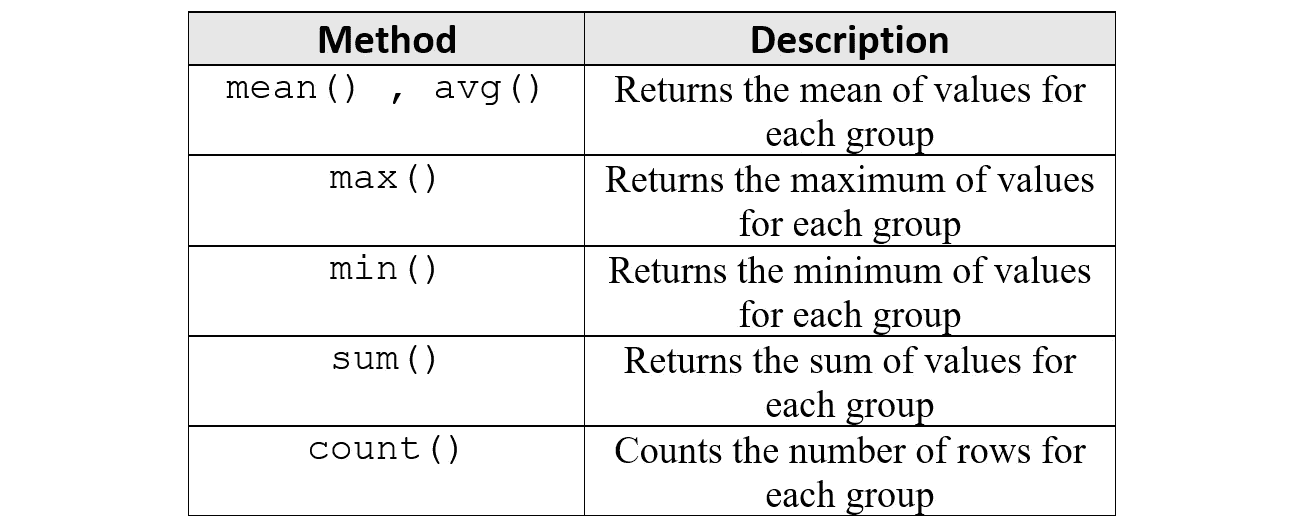 Method Description
mean() , avg() Returns the mean of values for
each group
max() Returns the maximum of values
for each group
min() Returns the minimum of values
for each group
sum() Returns the sum of values for
each group
count() Counts the number of rows for
each group